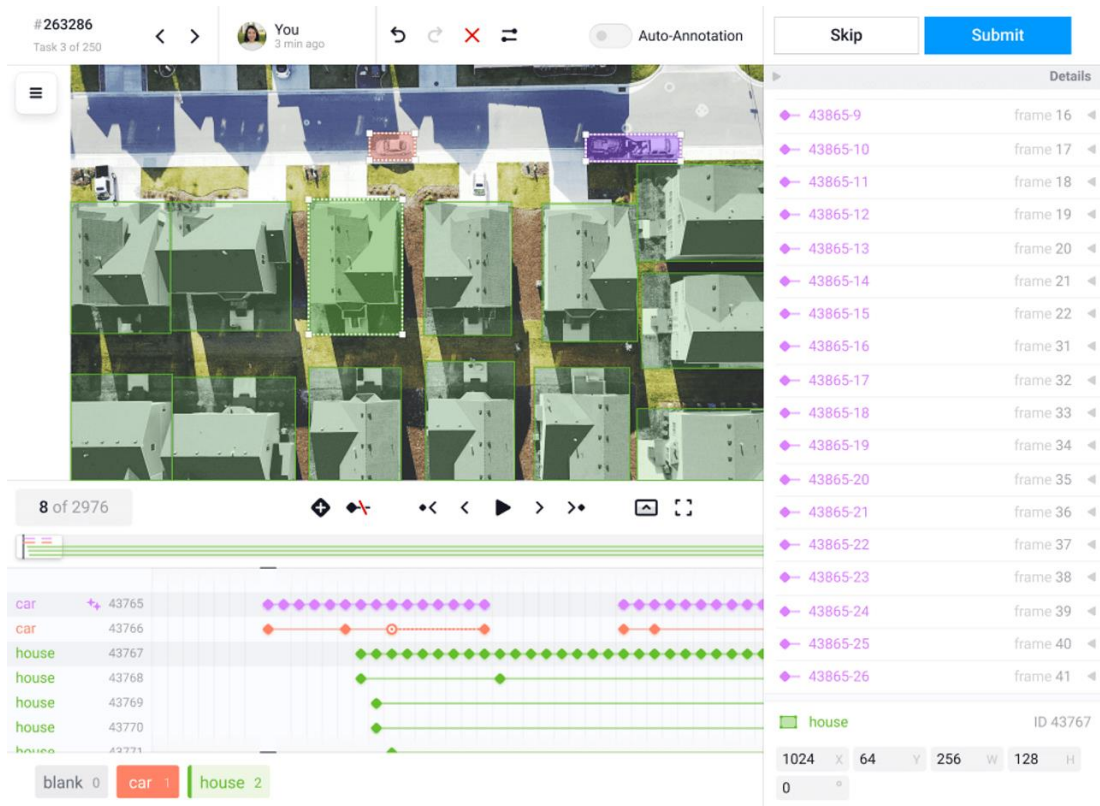 #263286
Task 3 of 250
You
3 min ago
Auto-Annotation
Skip
Submit
Details
43865-9 frame 16
43865-10 frame 17
43865-11 frame 18
43865-12 frame 19
43865-13 frame 20
43865-14 frame 21
43865-15 frame 22
43865-16 frame 31
43865-17 frame 32
43865-18 frame 33
43865-19 frame 34
43865-20 frame 35
43865-21 frame 36
43865-22 frame 37
43865-23 frame 38
43865-24 frame 39
43865-25 frame 40
43865-26 frame 41
8 of 2976
car 43765
car 43766
house 43767
house 43768
house 43769
house 43770
house 43771
blank 0 car 1 house 2
house ID 43767
1024 X 64 Y 256 W 128 H
0 °